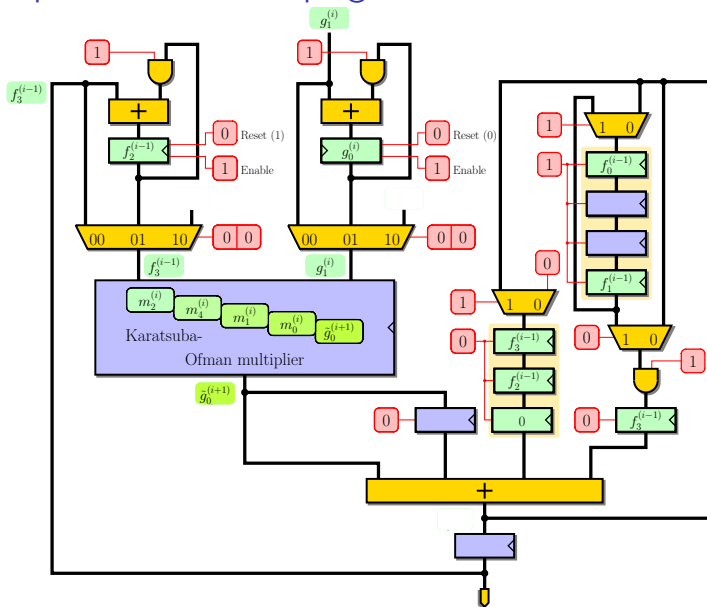 g_1^{(i)}
1
1
f_3^{(i-1)}
+
+
1
1 0
f_2^{(i-1)}
0
Reset (1)
g_0^{(i)}
0
Reset (0)
1
Enable
1
Enable
1
f_0^{(i-1)}
00 01 10
0 0
00 01 10
0 0
f_3^{(i-1)}
g_1^{(i)}
0
f_1^{(i-1)}
m_2^{(i)}
m_4^{(i)}
m_1^{(i)}
m_0^{(i)}
g̃_0^{(i+1)}
1
1 0
Karatsuba-
Ofman multiplier
0
f_3^{(i-1)}
0
1 0
1
f_2^{(i-1)}
g̃_0^{(i+1)}
0
0
0
f_3^{(i-1)}
+